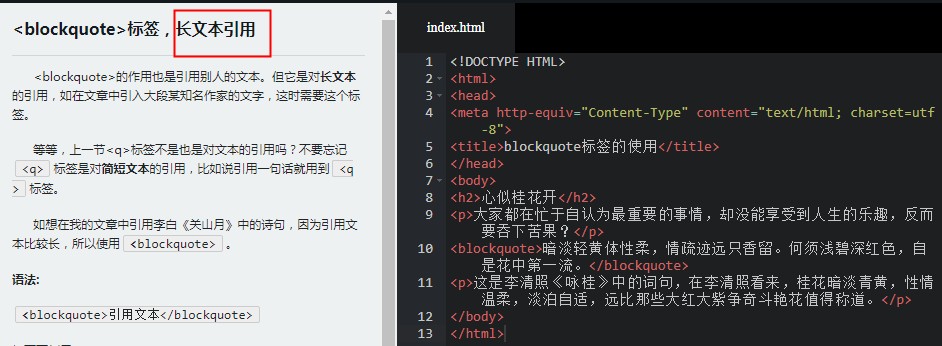 <blockquote>标签，长文本引用
<blockquote>的作用也是引用别人的文本。但它是对长文本
的引用，如在文章中引入大段某知名作家的文字，这时需要这个标
签。
等等，上一节<q>标签不是也是对文本的引用吗？不要忘记
<q> 标签是对简短文本的引用，比如说引用一句话就用到 <q
> 标签。
如想在我的文章中引用李白《关山月》中的诗句，因为引用文
本比较长，所以使用 <blockquote> 。
语法:
<blockquote>引用文本</blockquote>
index.html
1 <!DOCTYPE HTML>
2 <html>
3 <head>
4 <meta http-equiv="Content-Type" content="text/html; charset=utf
-8">
5 <title>blockquote标签的使用</title>
6 </head>
7 <body>
8 <h2>心似桂花开</h2>
9 <p>大家都在忙于自认为最重要的事情，却没能享受到人生的乐趣，反而
要吞下苦果？</p>
10 <blockquote>暗淡轻黄体性柔，情疏迹远只香留。何须浅碧深红色，自
是花中第一流。</blockquote>
11 <p>这是李清照《咏桂》中的词句，在李清照看来，桂花暗淡青黄，性情
温柔，淡泊自适，远比那些大红大紫争奇斗艳花值得称道。</p>
12 </body>
13 </html>